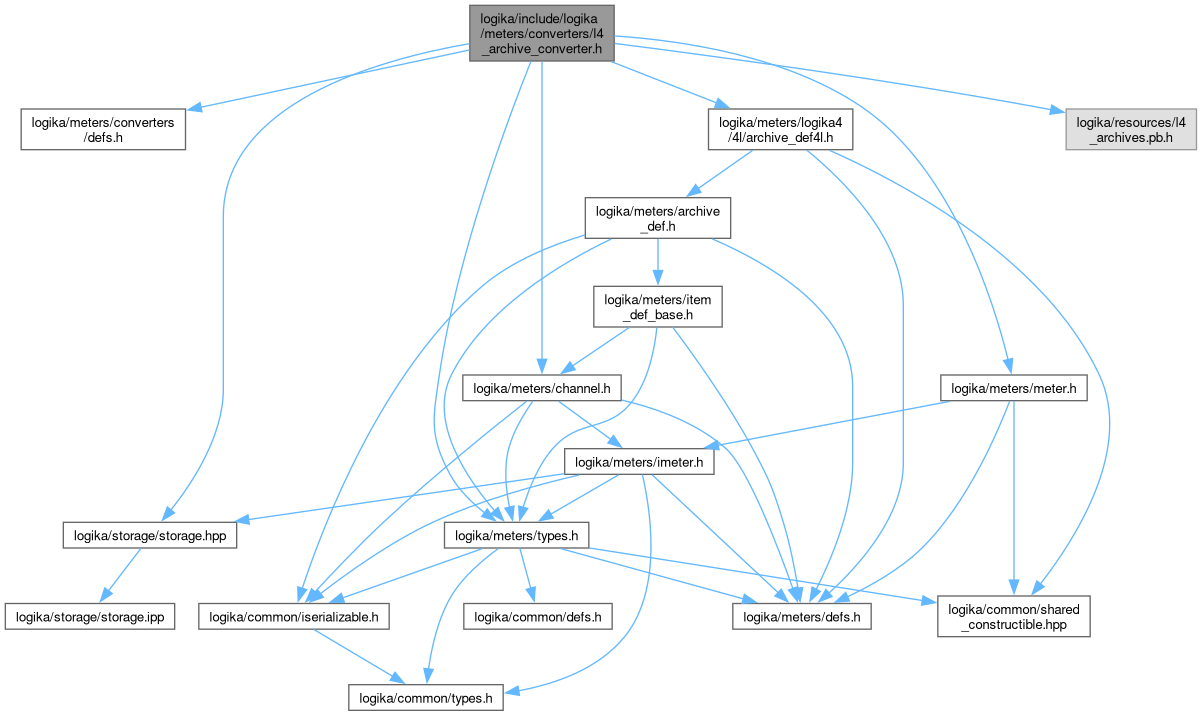 logika/include/logika
/meters/converters/l4
_archive_converter.h
logika/meters/converters
/defs.h
logika/meters/logika4
/4l/archive_def4l.h
logika/resources/l4
_archives.pb.h
logika/meters/archive
_def.h
logika/meters/item
_def_base.h
logika/meters/channel.h
logika/meters/meter.h
logika/meters/imeter.h
logika/storage/storage.hpp
logika/meters/types.h
logika/storage/storage.ipp
logika/common/iserializable.h
logika/common/defs.h
logika/meters/defs.h
logika/common/shared
_constructible.hpp
logika/common/types.h